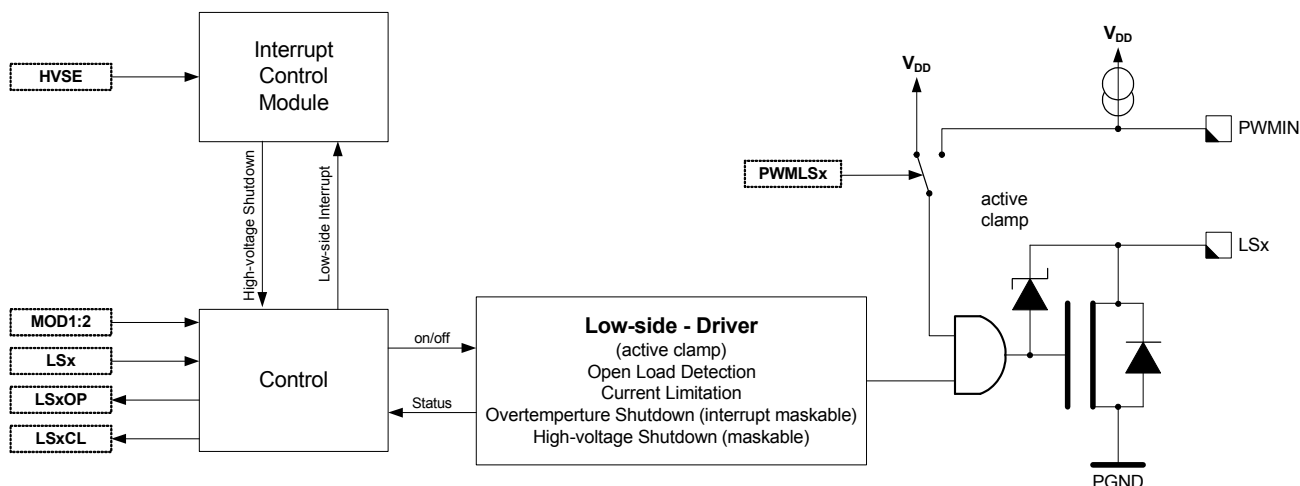 Interrupt
Control
Module
HVSE
High-voltage Shutdown
Low-side Interrupt
V_DD
V_DD
PWMIN
PWMLSx
active
clamp
LSx
MOD1:2
LSx
LSxOP
LSxCL
Control
on/off
Status
Low-side - Driver
(active clamp)
Open Load Detection
Current Limitation
Overtemperture Shutdown (interrupt maskable)
High-voltage Shutdown (maskable)
PGND